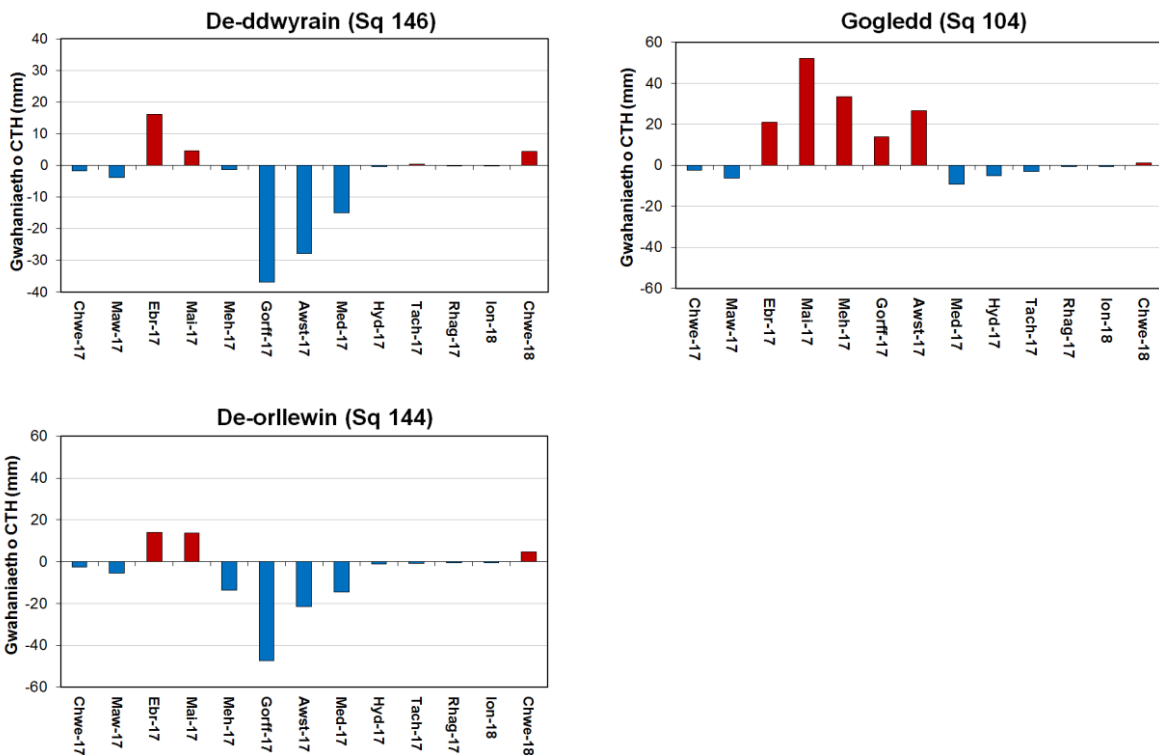 De-ddwyrain (Sq 146)
Gwahaniaeth o CTH (mm)
40
30
20
10
0
-10
-20
-30
-40
Chwe-17
Maw-17
Ebr-17
Mai-17
Meh-17
Gorff-17
Awst-17
Med-17
Hyd-17
Tach-17
Rhag-17
Ion-18
Chwe-18
Gogledd (Sq 104)
Gwahaniaeth o CTH (mm)
60
40
20
0
-20
-40
-60
Chwe-17
Maw-17
Ebr-17
Mai-17
Meh-17
Gorff-17
Awst-17
Med-17
Hyd-17
Tach-17
Rhag-17
Ion-18
Chwe-18
De-orllewin (Sq 144)
Gwahaniaeth o CTH (mm)
60
40
20
0
-20
-40
-60
Chwe-17
Maw-17
Ebr-17
Mai-17
Meh-17
Gorff-17
Awst-17
Med-17
Hyd-17
Tach-17
Rhag-17
Ion-18
Chwe-18